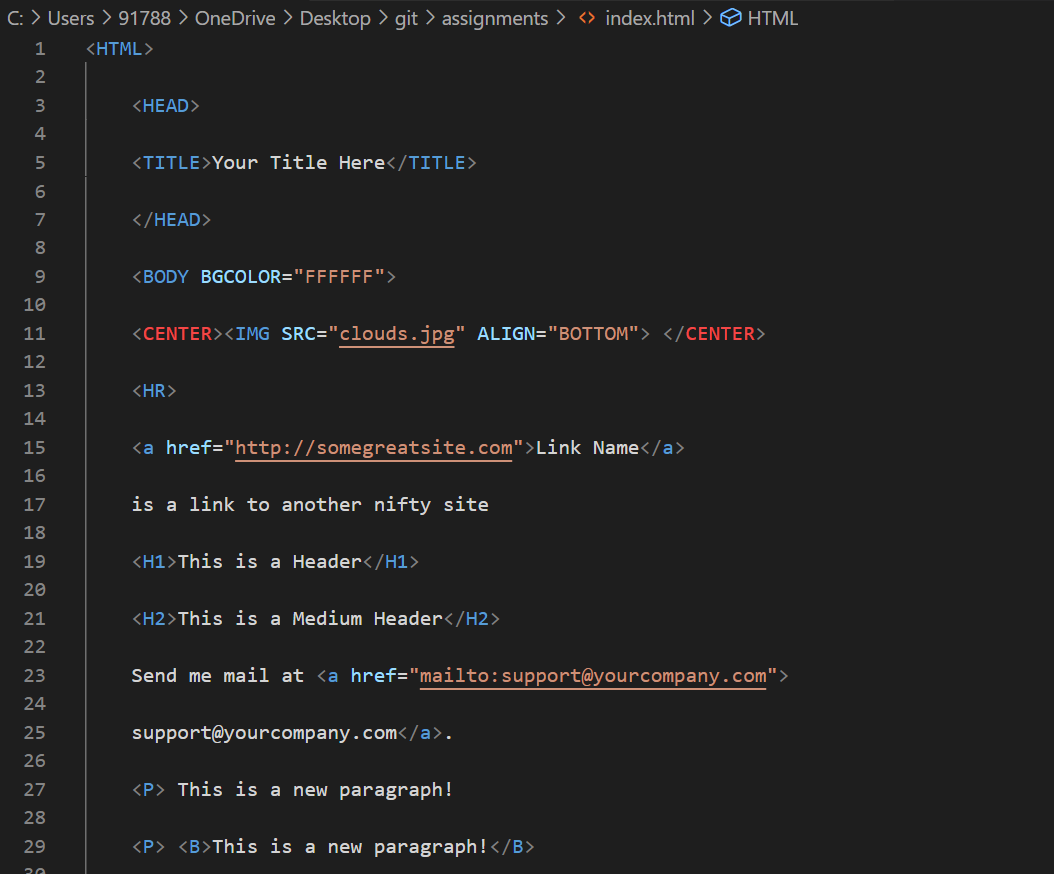 C: > Users > 91788 > OneDrive > Desktop > git > assignments > <> index.html > HTML
1 <HTML>
2
3 <HEAD>
4
5 <TITLE>Your Title Here</TITLE>
6
7 </HEAD>
8
9 <BODY BGCOLOR="FFFFFF">
10
11 <CENTER><IMG SRC="clouds.jpg" ALIGN="BOTTOM"> </CENTER>
12
13 <HR>
14
15 <a href="http://somegreatsite.com">Link Name</a>
16
17 is a link to another nifty site
18
19 <H1>This is a Header</H1>
20
21 <H2>This is a Medium Header</H2>
22
23 Send me mail at <a href="mailto:support@yourcompany.com">
24
25 support@yourcompany.com</a>.
26
27 <P> This is a new paragraph!
28
29 <P> <B>This is a new paragraph!</B>
30